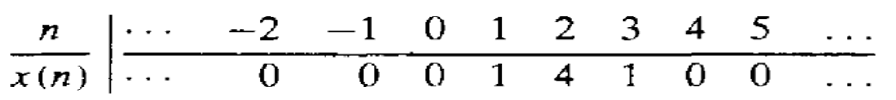 n ··· −2 −1 0 1 2 3 4 5 ...
x(n) ··· 0 0 0 1 4 1 0 0 ...